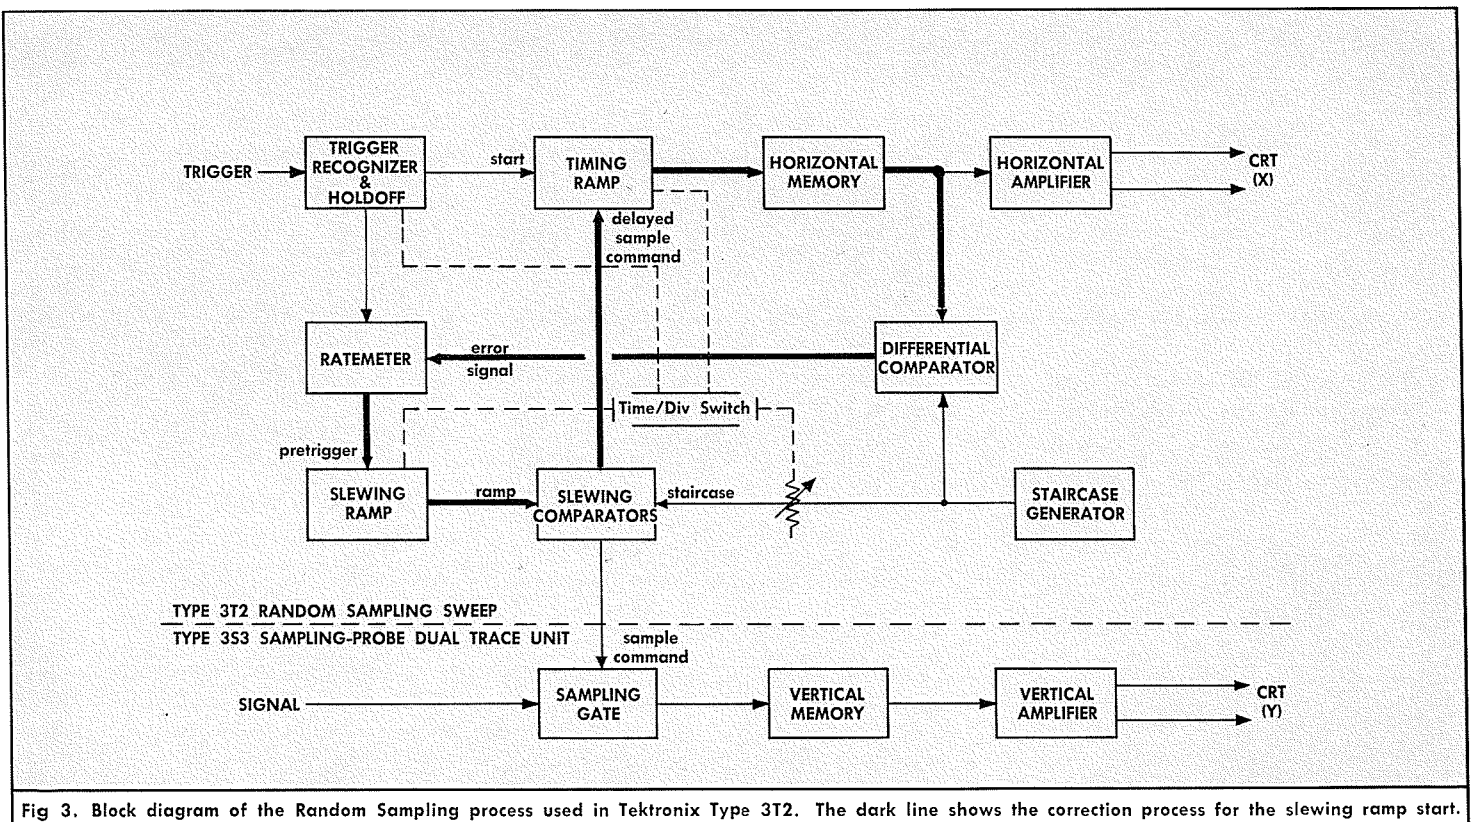 TRIGGER
TRIGGER
RECOGNIZER
&
HOLDOFF
start
TIMING
RAMP
HORIZONTAL
MEMORY
HORIZONTAL
AMPLIFIER
CRT
(X)
delayed
sample
command
RATEMETER
error
signal
DIFFERENTIAL
COMPARATOR
Time/Div Switch
pretrigger
SLEWING
RAMP
ramp
SLEWING
COMPARATORS
staircase
STAIRCASE
GENERATOR
TYPE 3T2 RANDOM SAMPLING SWEEP
TYPE 3S3 SAMPLING-PROBE DUAL TRACE UNIT
sample
command
SIGNAL
SAMPLING
GATE
VERTICAL
MEMORY
VERTICAL
AMPLIFIER
CRT
(Y)
Fig 3. Block diagram of the Random Sampling process used in Tektronix Type 3T2. The dark line shows the correction process for the slewing ramp start.